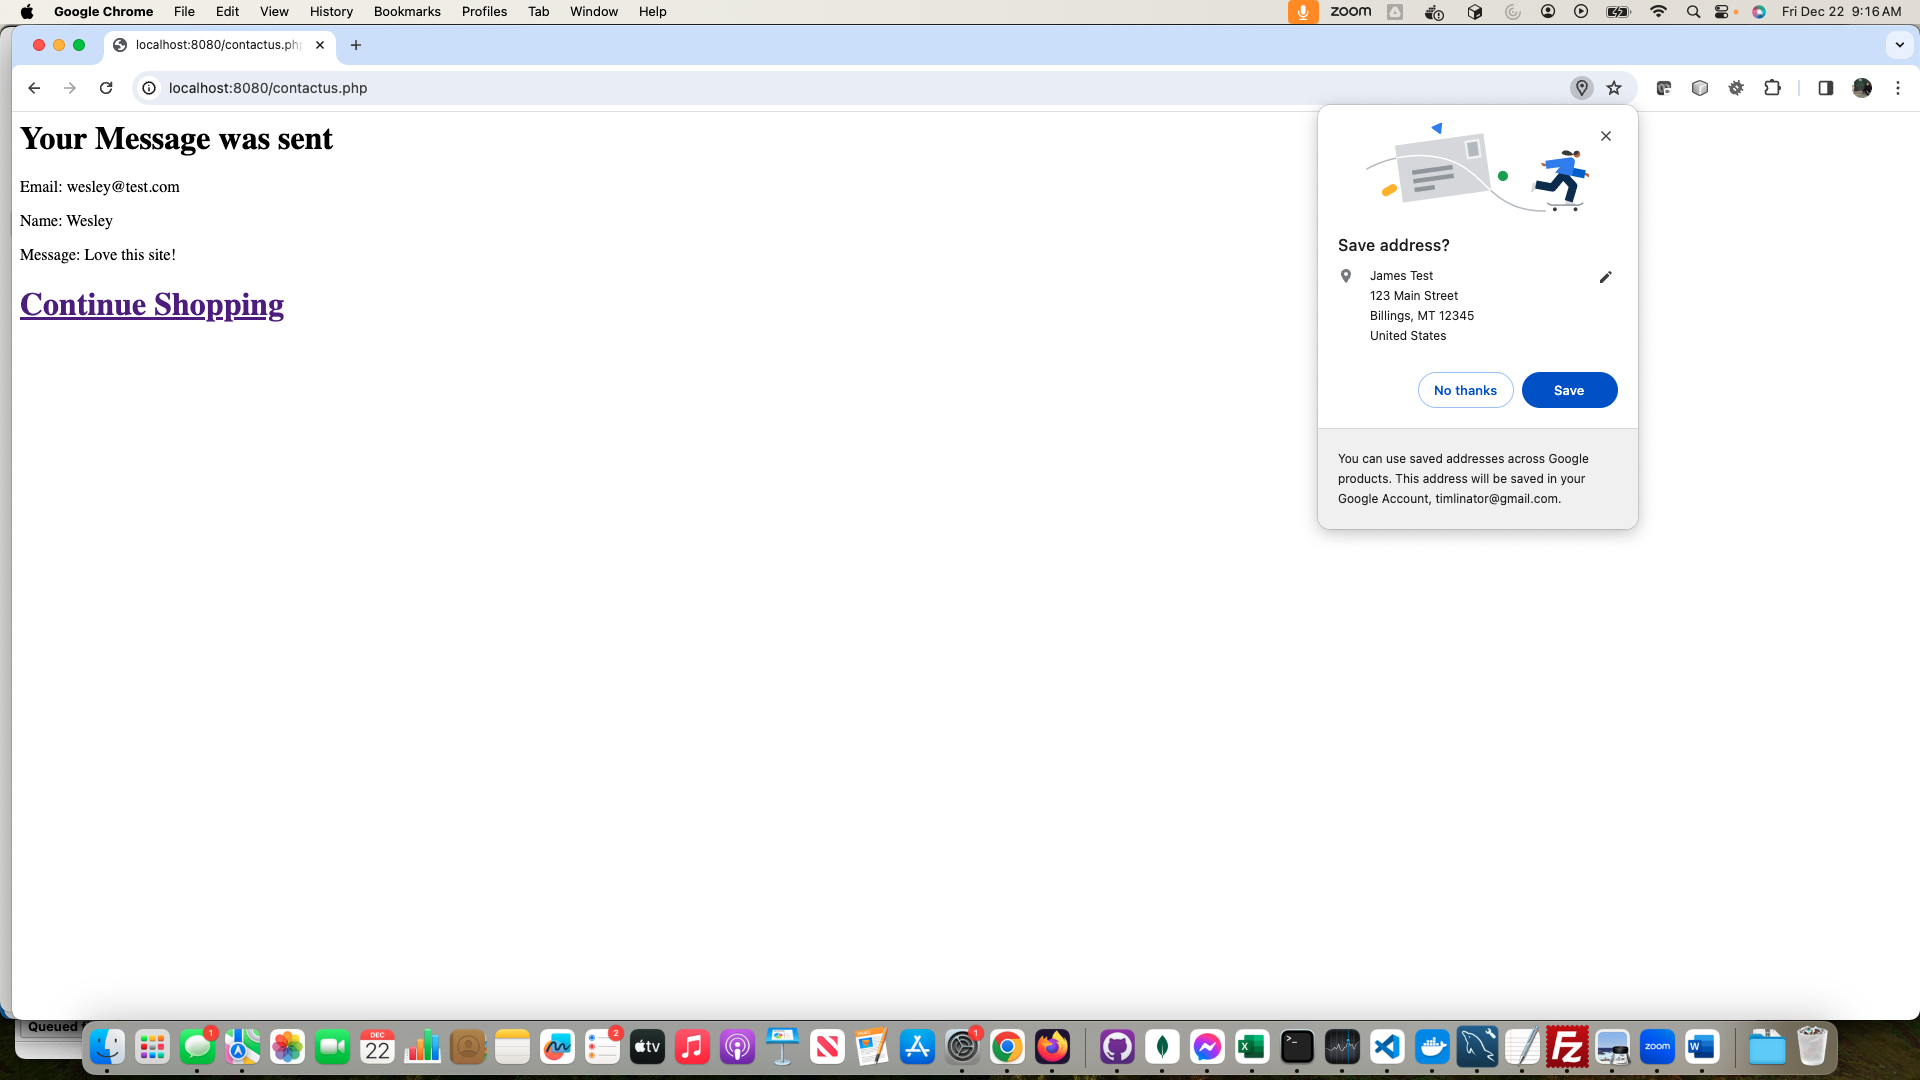 Google Chrome File Edit View History Bookmarks Profiles Tab Window Help zoom Fri Dec 22 9:16 AM
localhost:8080/contactus.php
localhost:8080/contactus.php
Your Message was sent
Email: wesley@test.com
Name: Wesley
Message: Love this site!
Continue Shopping
Save address?
James Test
123 Main Street
Billings, MT 12345
United States
No thanks Save
You can use saved addresses across Google
products. This address will be saved in your
Google Account, timlinator@gmail.com.
Queued
1 DEC 22 2 tv 1 X >_ Fz zoom W